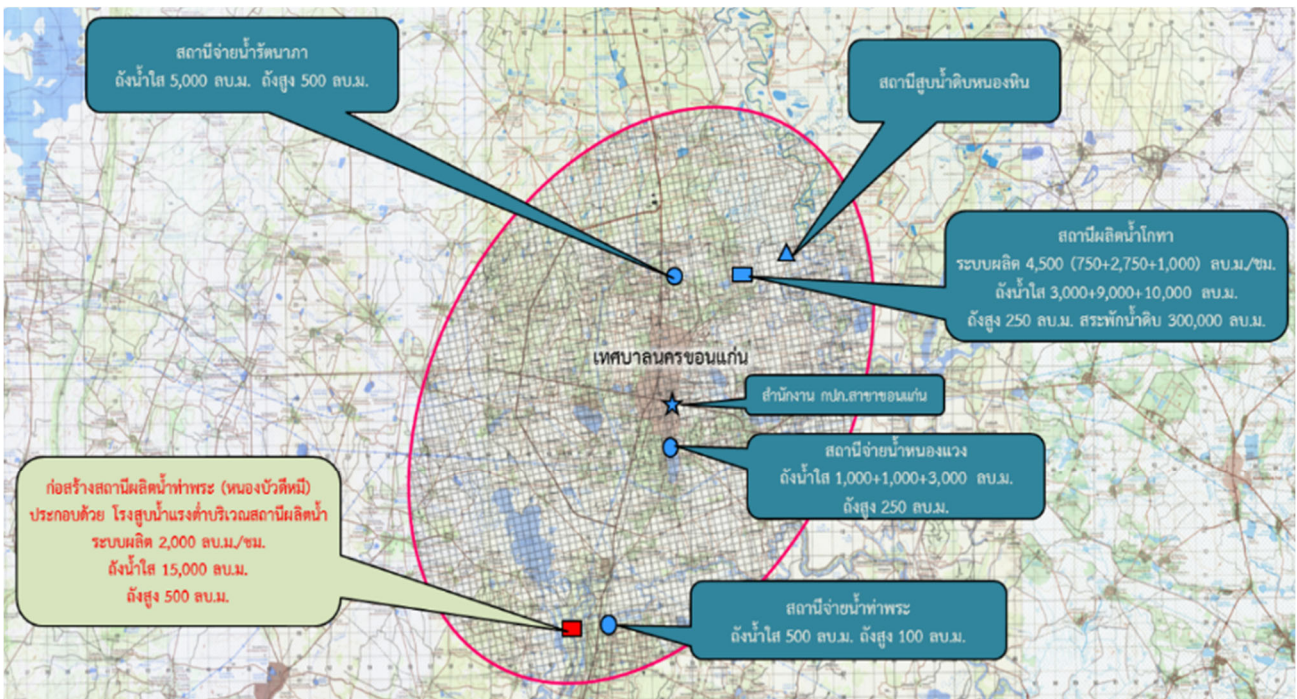 สถานีจ่ายน้ำรัตนาภา
ถังน้ำใส 5,000 ลบ.ม. ถังสูง 500 ลบ.ม.
สถานีสูบน้ำดิบหนองหิน
สถานีผลิตน้ำโกทา
ระบบผลิต 4,500 (750+2,750+1,000) ลบ.ม./ชม.
ถังน้ำใส 3,000+9,000+10,000 ลบ.ม.
ถังสูง 250 ลบ.ม. สระพักน้ำดิบ 300,000 ลบ.ม.
เทศบาลนครขอนแก่น
สำนักงาน กปภ.สาขาขอนแก่น
สถานีจ่ายน้ำหนองแวง
ถังน้ำใส 1,000+1,000+3,000 ลบ.ม.
ถังสูง 250 ลบ.ม.
ก่อสร้างสถานีผลิตน้ำท่าพระ (หนองบัวดีหมี)
ประกอบด้วย โรงสูบน้ำแรงต่ำบริเวณสถานีผลิตน้ำ
ระบบผลิต 2,000 ลบ.ม./ชม.
ถังน้ำใส 15,000 ลบ.ม.
ถังสูง 500 ลบ.ม.
สถานีจ่ายน้ำท่าพระ
ถังน้ำใส 500 ลบ.ม. ถังสูง 100 ลบ.ม.